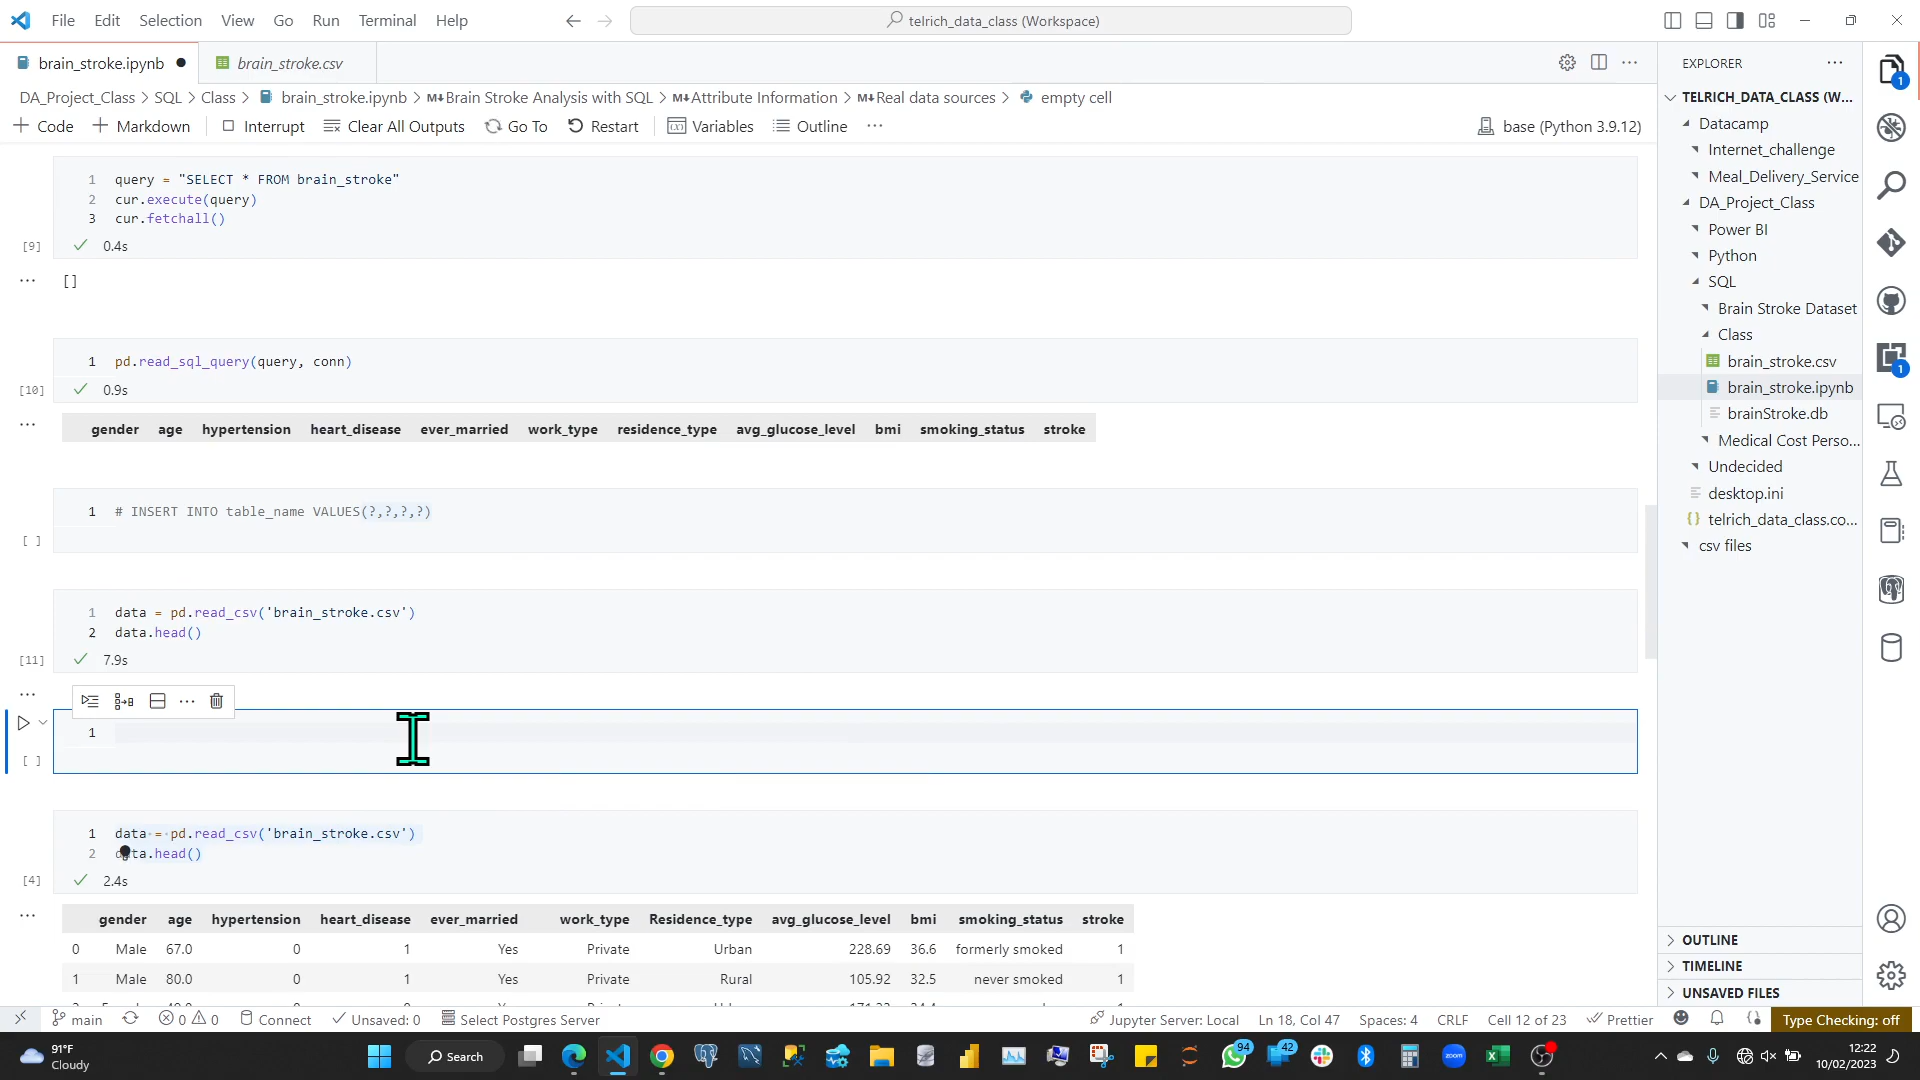 File Edit Selection View Go Run Terminal Help
telrich_data_class (Workspace)
brain_stroke.ipynb
brain_stroke.csv
DA_Project_Class > SQL > Class > brain_stroke.ipynb > M↓Brain Stroke Analysis with SQL > M↓Attribute Information > M↓Real data sources > empty cell
+ Code + Markdown Interrupt Clear All Outputs Go To Restart Variables Outline ...
base (Python 3.9.12)
1 query = "SELECT * FROM brain_stroke"
2 cur.execute(query)
3 cur.fetchall()
[9] 0.4s
... []
1 pd.read_sql_query(query, conn)
[10] 0.9s
... gender age hypertension heart_disease ever_married work_type residence_type avg_glucose_level bmi smoking_status stroke
1 # INSERT INTO table_name VALUES(?,?,?,?)
[ ]
1 data = pd.read_csv('brain_stroke.csv')
2 data.head()
[11] 7.9s
...
1
[ ]
1 data = pd.read_csv('brain_stroke.csv')
2 data.head()
[4] 2.4s
... gender age hypertension heart_disease ever_married work_type Residence_type avg_glucose_level bmi smoking_status stroke
0 Male 67.0 0 1 Yes Private Urban 228.69 36.6 formerly smoked 1
1 Male 80.0 0 1 Yes Private Rural 105.92 32.5 never smoked 1
EXPLORER ...
TELRICH_DATA_CLASS (W...
Datacamp
Internet_challenge
Meal_Delivery_Service
DA_Project_Class
Power BI
Python
SQL
Brain Stroke Dataset
Class
brain_stroke.csv
brain_stroke.ipynb
brainStroke.db
Medical Cost Perso...
Undecided
desktop.ini
telrich_data_class.co...
csv files
OUTLINE
TIMELINE
UNSAVED FILES
1
1
main 0 0 Connect Unsaved: 0 Select Postgres Server
Jupyter Server: Local Ln 18, Col 47 Spaces: 4 CRLF Cell 12 of 23 Prettier Type Checking: off
91°F
Cloudy
Search
94
42
zoom
12:22
10/02/2023